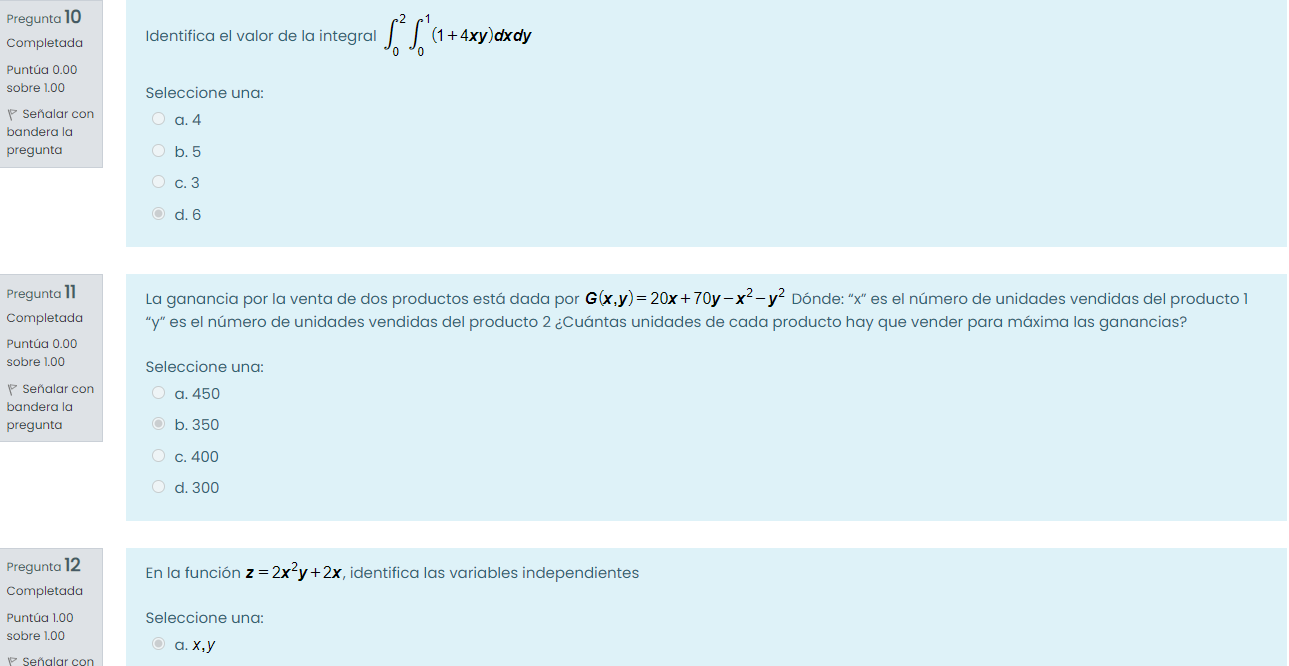 Pregunta 10
Completada
Puntúa 0.00
sobre 1.00
Señalar con
bandera la
pregunta
Identifica el valor de la integral ∫₀² ∫₀¹ (1+4xy)dxdy
Seleccione una:
a. 4
b. 5
c. 3
d. 6
Pregunta 11
Completada
Puntúa 0.00
sobre 1.00
Señalar con
bandera la
pregunta
La ganancia por la venta de dos productos está dada por G(x,y)=20x+70y−x²−y² Dónde: “x” es el número de unidades vendidas del producto 1
“y” es el número de unidades vendidas del producto 2 ¿Cuántas unidades de cada producto hay que vender para máxima las ganancias?
Seleccione una:
a. 450
b. 350
c. 400
d. 300
Pregunta 12
Completada
Puntúa 1.00
sobre 1.00
Señalar con
En la función z=2x²y+2x, identifica las variables independientes
Seleccione una:
a. x,y